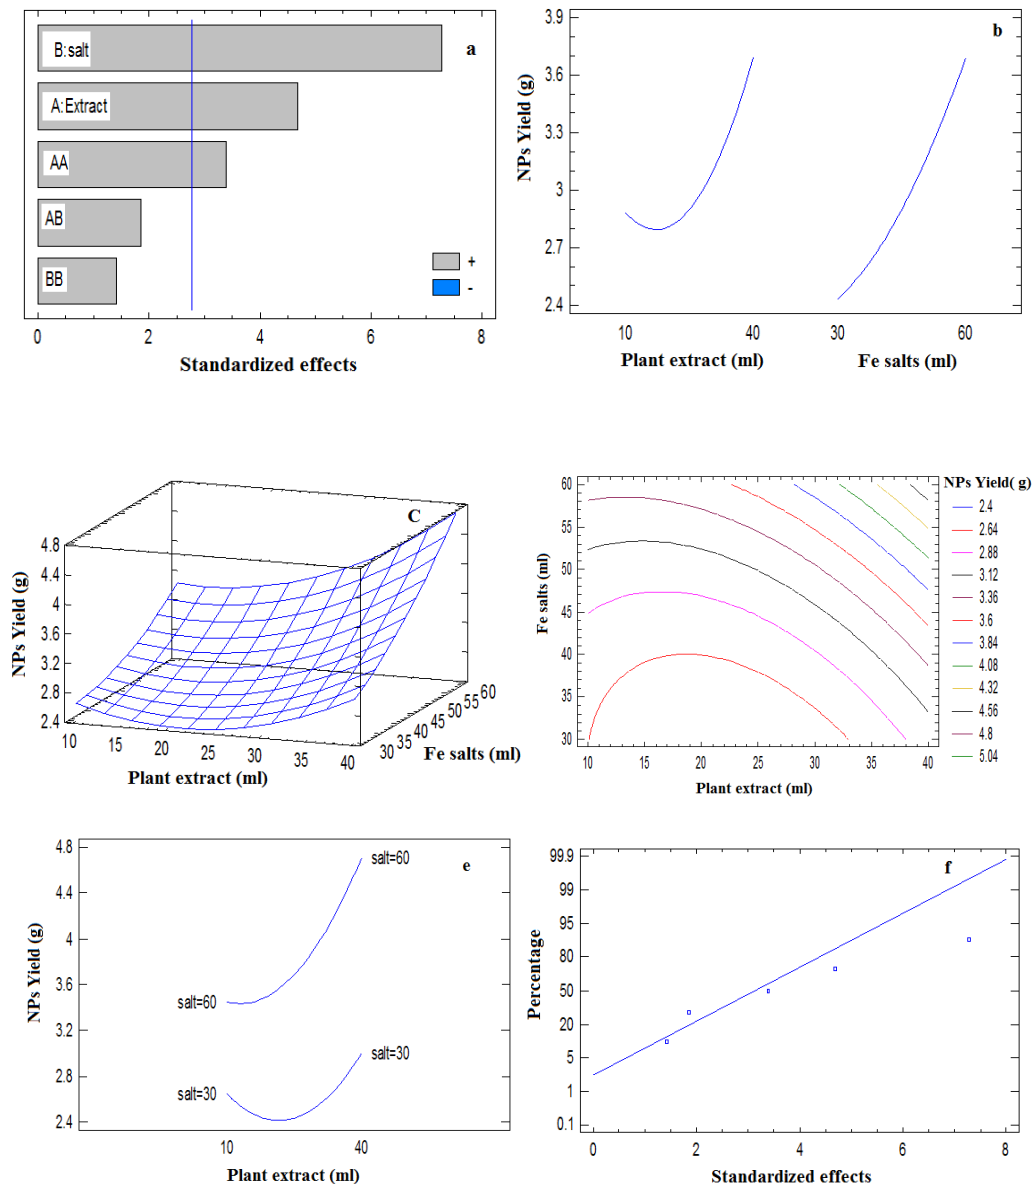 a
B:salt
A:Extract
AA
AB
BB
+
-
0 2 4 6 8
Standardized effects
b
NPs Yield (g)
3.9
3.6
3.3
3
2.7
2.4
10 40 30 60
Plant extract (ml) Fe salts (ml)
C
NPs Yield (g)
4.8
4.4
4
3.6
3.2
2.8
2.4
10 15 20 25 30 35 40
30 35 40 45 50 55 60
Plant extract (ml)
Fe salts (ml)
NPs Yield( g)
2.4
2.64
2.88
3.12
3.36
3.6
3.84
4.08
4.32
4.56
4.8
5.04
Fe salts (ml)
60
55
50
45
40
35
30
10 15 20 25 30 35 40
Plant extract (ml)
e
NPs Yield (g)
4.8
4.4
4
3.6
3.2
2.8
2.4
salt=60
salt=60
salt=30
salt=30
10 40
Plant extract (ml)
f
Percentage
99.9
99
95
80
50
20
5
1
0.1
0 2 4 6 8
Standardized effects